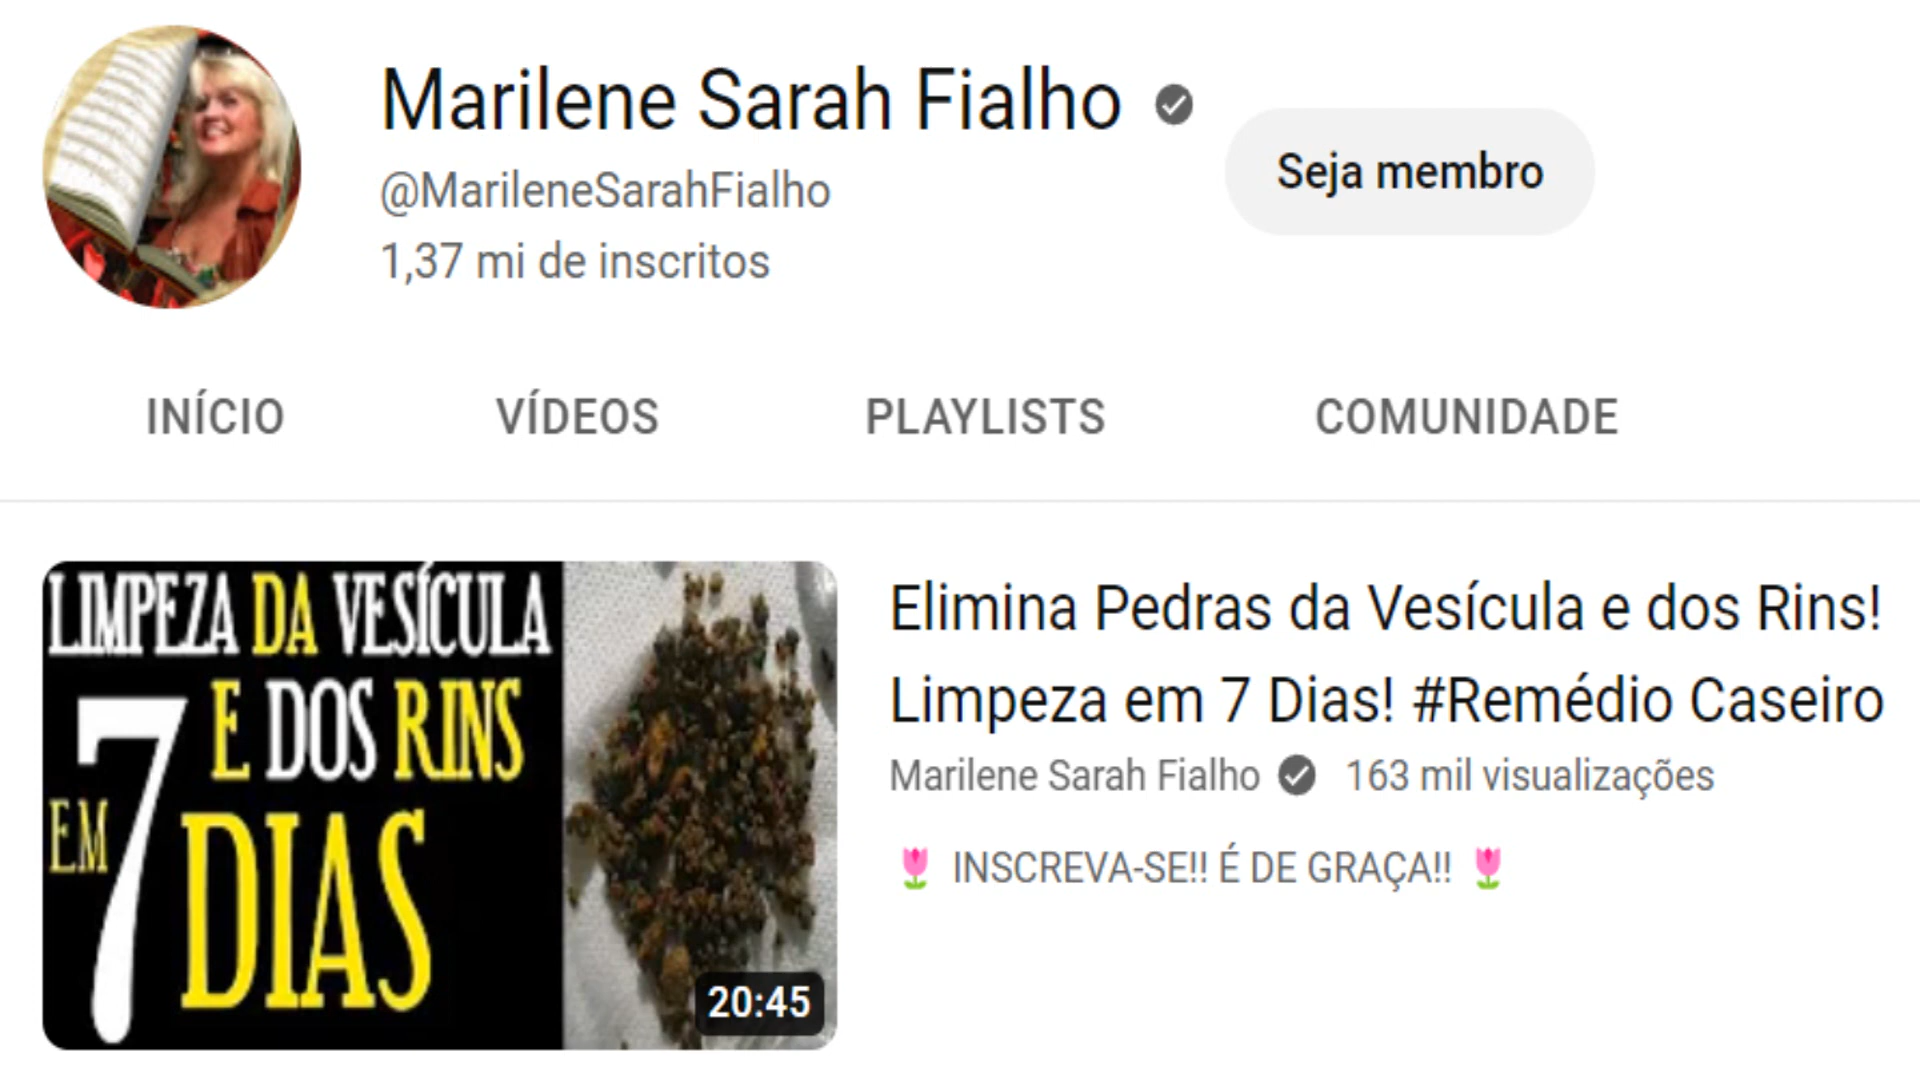 Marilene Sarah Fialho
@MarileneSarahFialho
1,37 mi de inscritos
Seja membro
INÍCIO VÍDEOS PLAYLISTS COMUNIDADE
LIMPEZA DA VESÍCULA
E DOS RINS
EM 7 DIAS
20:45
Elimina Pedras da Vesícula e dos Rins!
Limpeza em 7 Dias! #Remédio Caseiro
Marilene Sarah Fialho 163 mil visualizações
🌷 INSCREVA-SE!! É DE GRAÇA!! 🌷